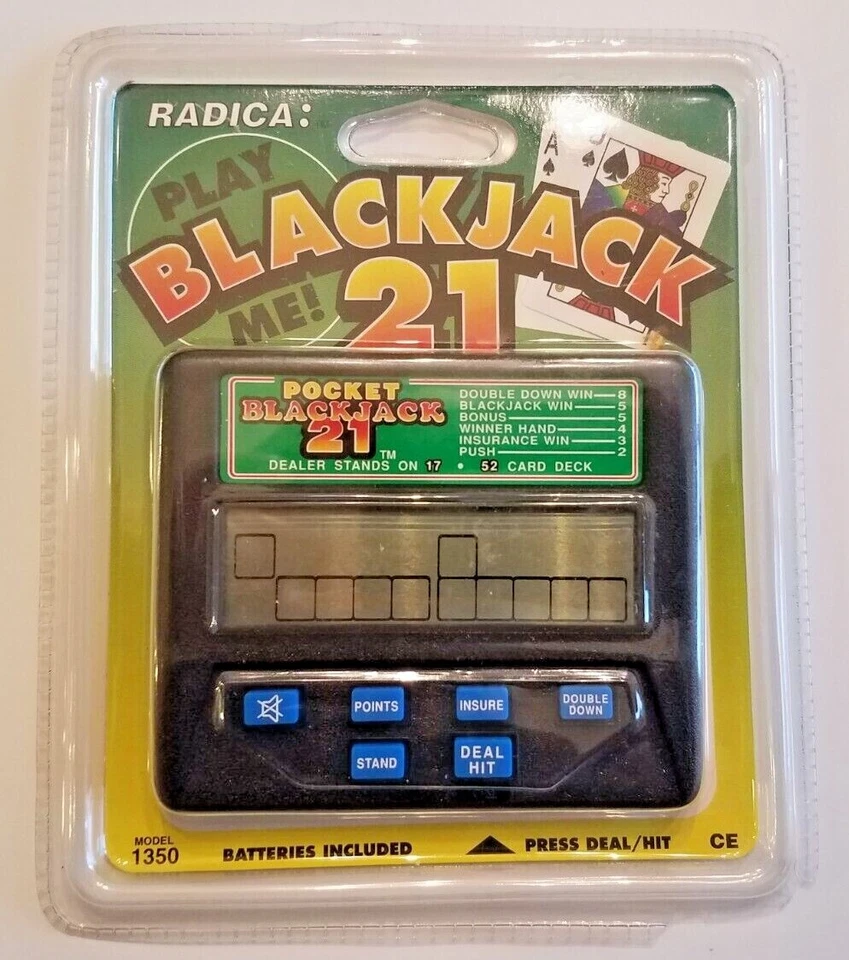 RADICA:
PLAY
ME!
BLACKJACK
21
A
J
POCKET
BLACKJACK
21™
DOUBLE DOWN WIN—8
BLACKJACK WIN—5
BONUS—5
WINNER HAND—4
INSURANCE WIN—3
PUSH—2
DEALER STANDS ON 17 • 52 CARD DECK
POINTS
INSURE
DOUBLE
DOWN
STAND
DEAL
HIT
MODEL
1350
BATTERIES INCLUDED
PRESS DEAL/HIT
CE